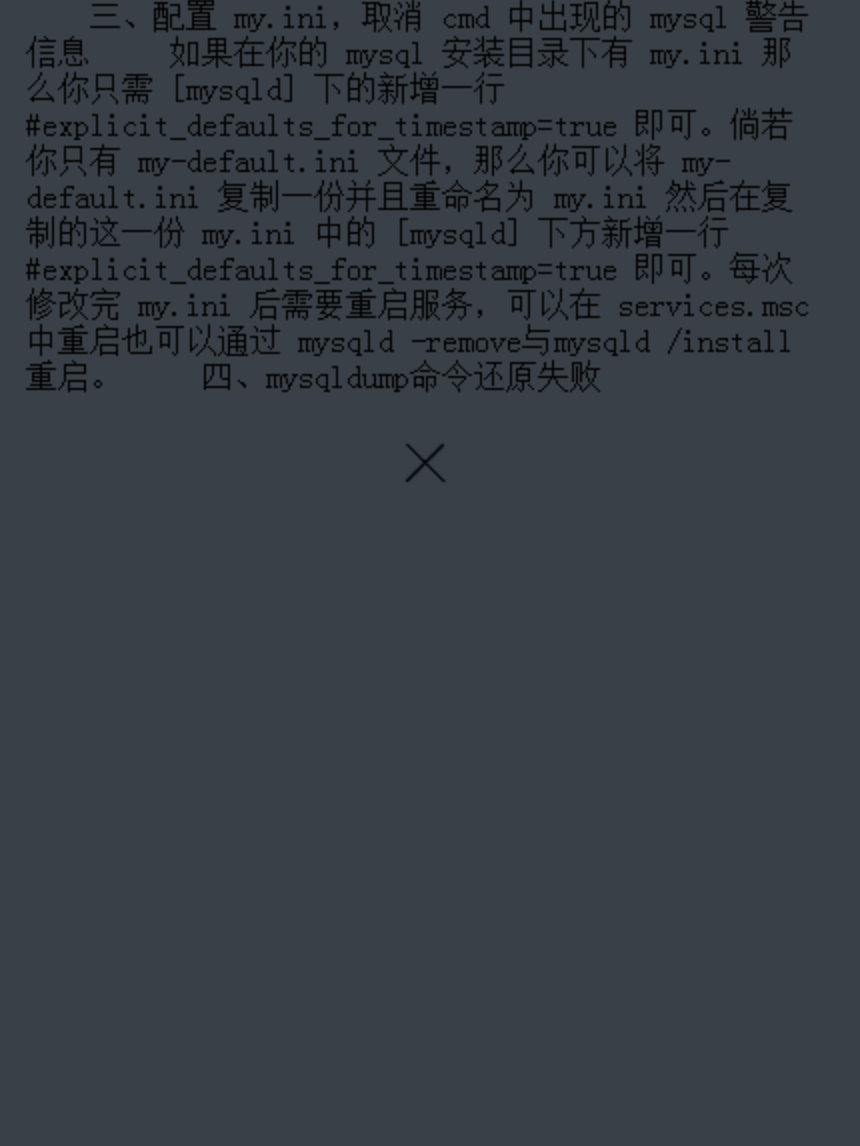 三、配置 my.ini，取消 cmd 中出现的 mysql 警告
信息     如果在你的 mysql 安装目录下有 my.ini 那
么你只需 [mysqld] 下的新增一行
#explicit_defaults_for_timestamp=true 即可。倘若
你只有 my-default.ini 文件，那么你可以将 my-
default.ini 复制一份并且重命名为 my.ini 然后在复
制的这一份 my.ini 中的 [mysqld] 下方新增一行
#explicit_defaults_for_timestamp=true 即可。每次
修改完 my.ini 后需要重启服务，可以在 services.msc
中重启也可以通过 mysqld -remove与mysqld /install
重启。     四、mysqldump命令还原失败